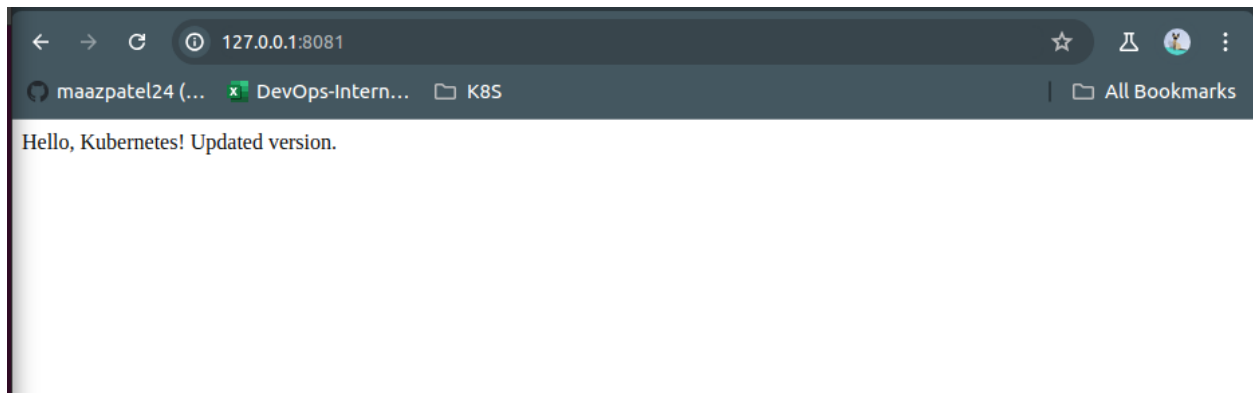 127.0.0.1:8081
maazpatel24 (... DevOps-Intern... K8S All Bookmarks
Hello, Kubernetes! Updated version.